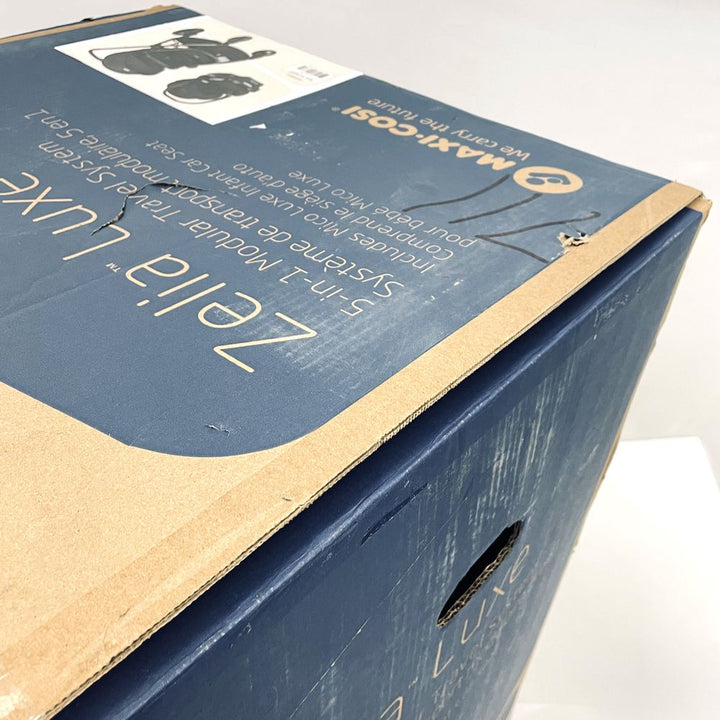 MAXI-COSI®
We carry the future
Zelia™ Luxe
5-in-1 Modular Travel System
Système de transport modulaire 5 en 1
Includes Mico Luxe Infant Car Seat
Comprend le siège d'auto
pour bébé Mico Luxe
Luxe